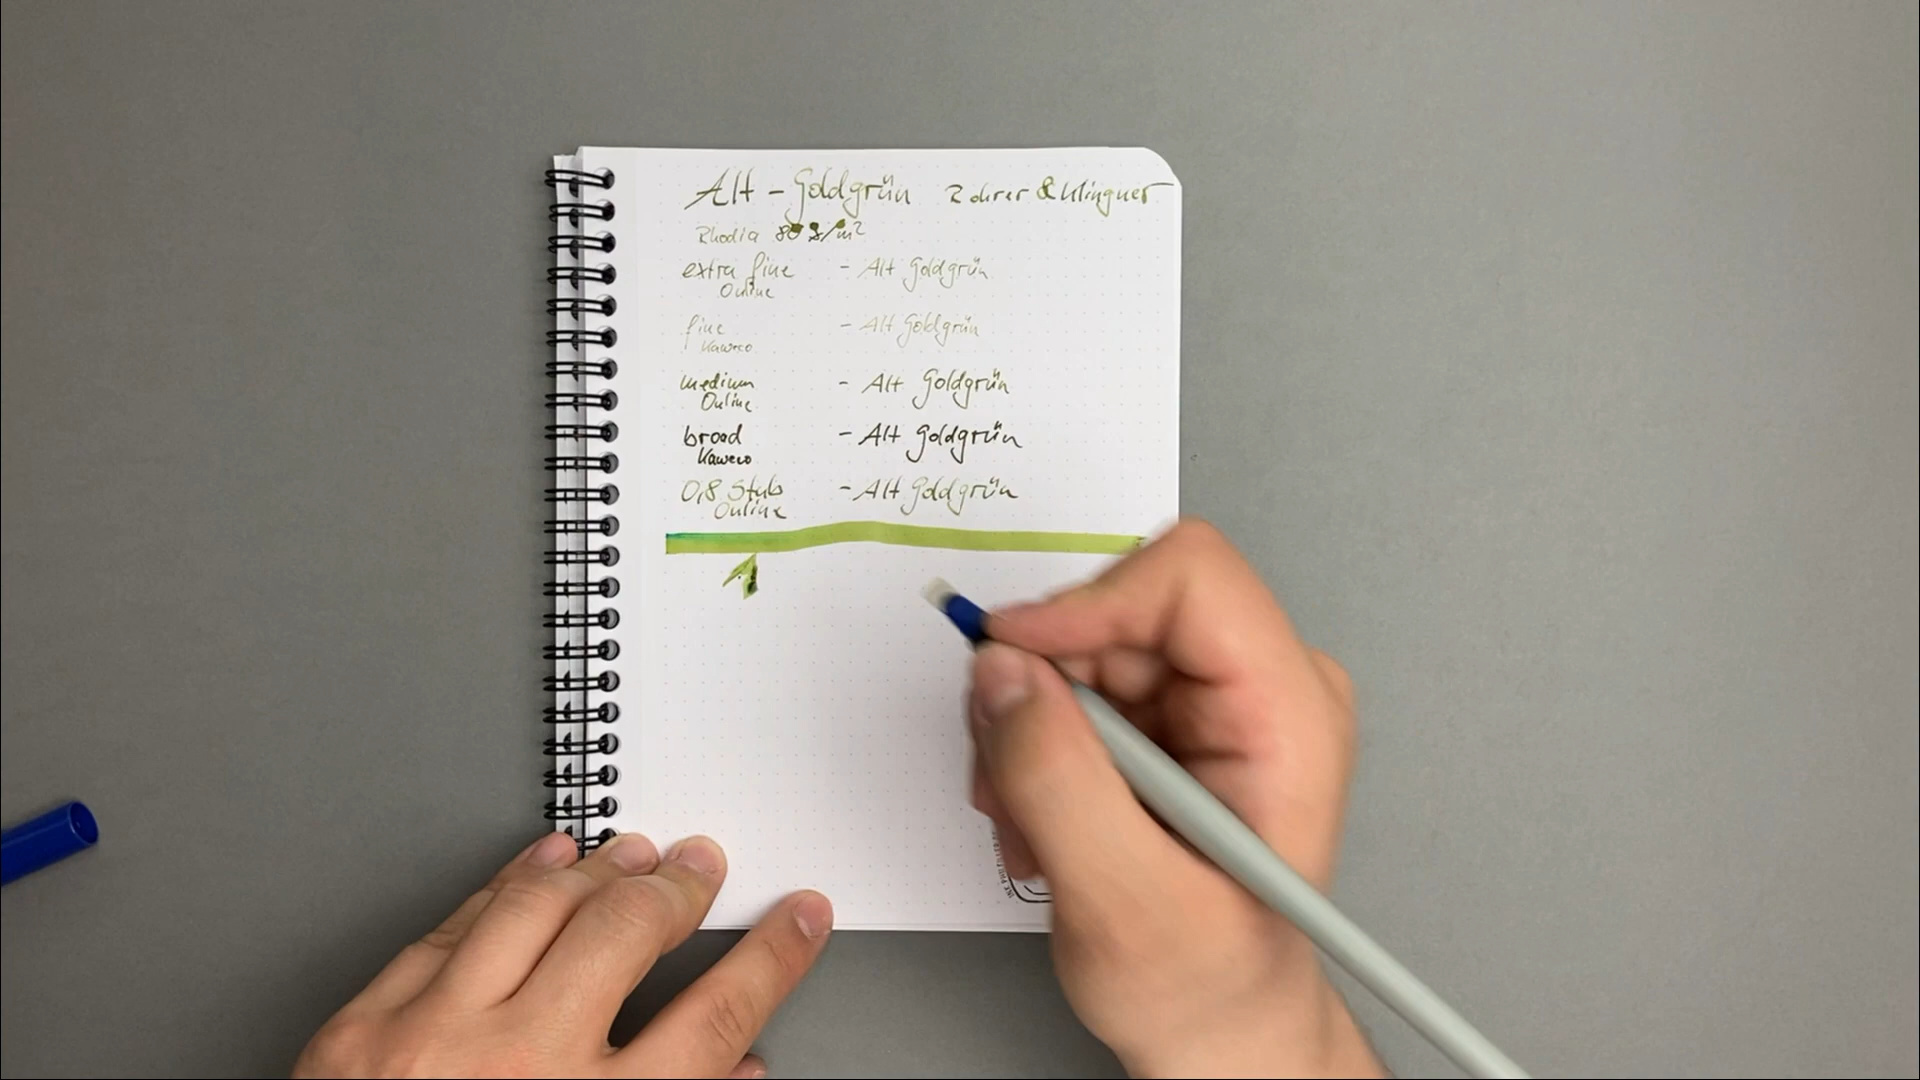 Alt - Goldgrün Rohrer & Klingner
Rhodia 80 g/m²
extra fine - Alt Goldgrün
Online
fine - Alt Goldgrün
Kaweco
medium - Alt Goldgrün
Online
broad - Alt Goldgrün
Kaweco
0,8 Stub - Alt Goldgrün
Online